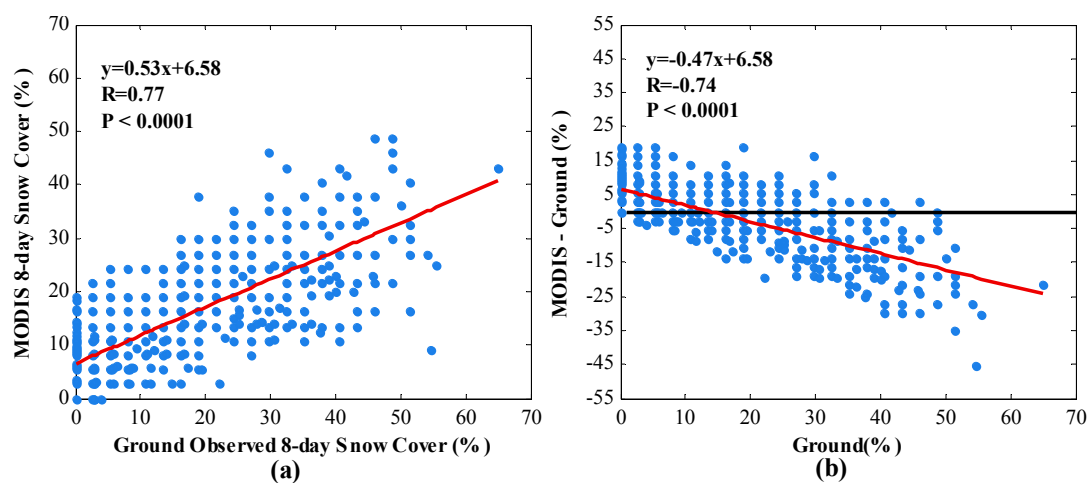 70
60
50
40
30
20
10
0
MODIS 8-day Snow Cover (%)
y=0.53x+6.58
R=0.77
P < 0.0001
0 10 20 30 40 50 60 70
Ground Observed 8-day Snow Cover (%)
(a)
55
45
35
25
15
5
-5
-15
-25
-35
-45
-55
MODIS - Ground (%)
y=-0.47x+6.58
R=-0.74
P < 0.0001
0 10 20 30 40 50 60 70
Ground(%)
(b)